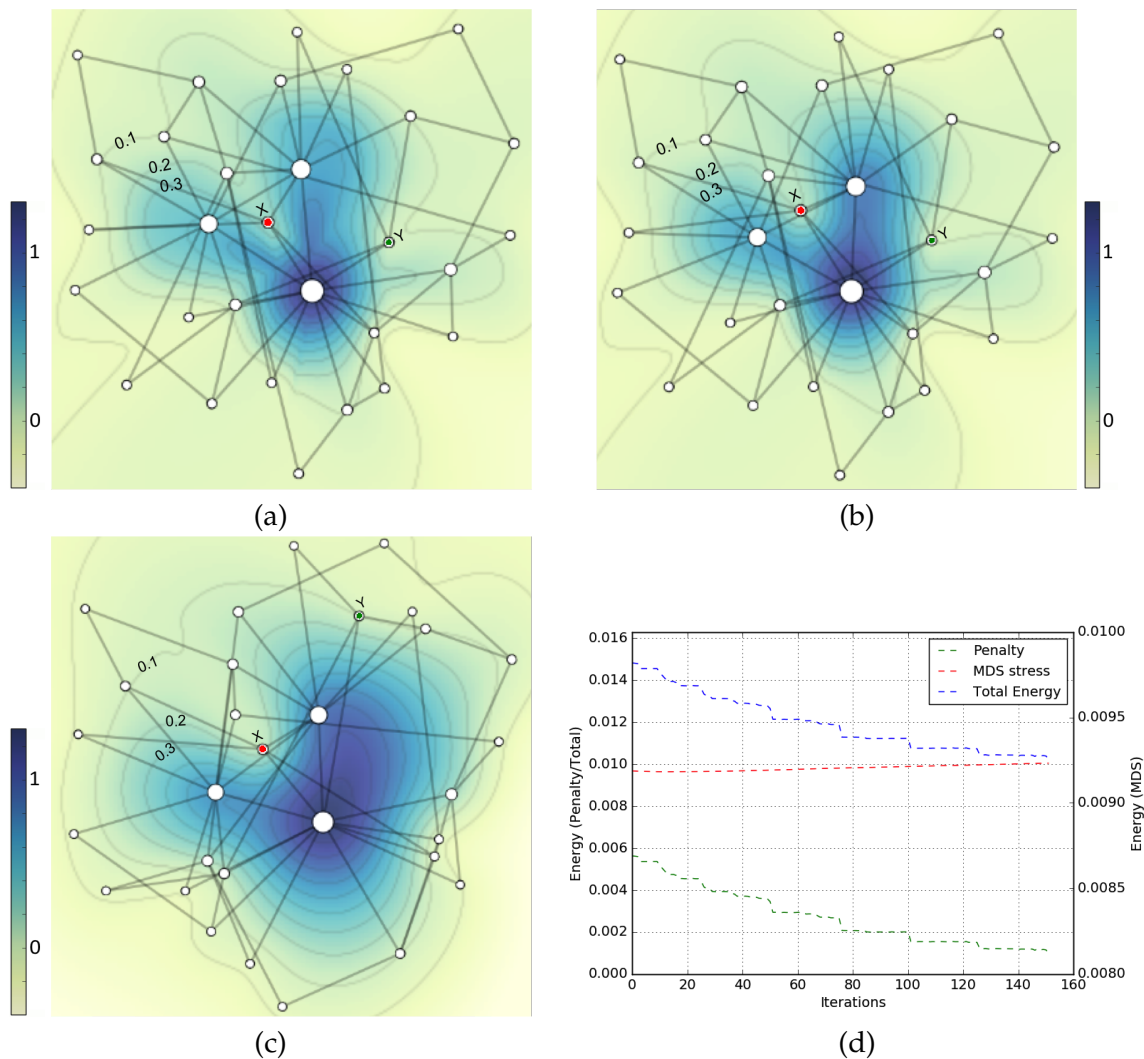 0.1
0.2
0.3
X
Y
1
0
(a)
0.1
0.2
0.3
X
Y
1
0
(b)
0.1
0.2
0.3
X
Y
1
0
(c)
0.016
0.014
0.012
0.010
0.008
0.006
0.004
0.002
0.000
Energy (Penalty/Total)
Penalty
MDS stress
Total Energy
0.0100
0.0095
0.0090
0.0085
0.0080
Energy (MDS)
0 20 40 60 80 100 120 140 160
Iterations
(d)